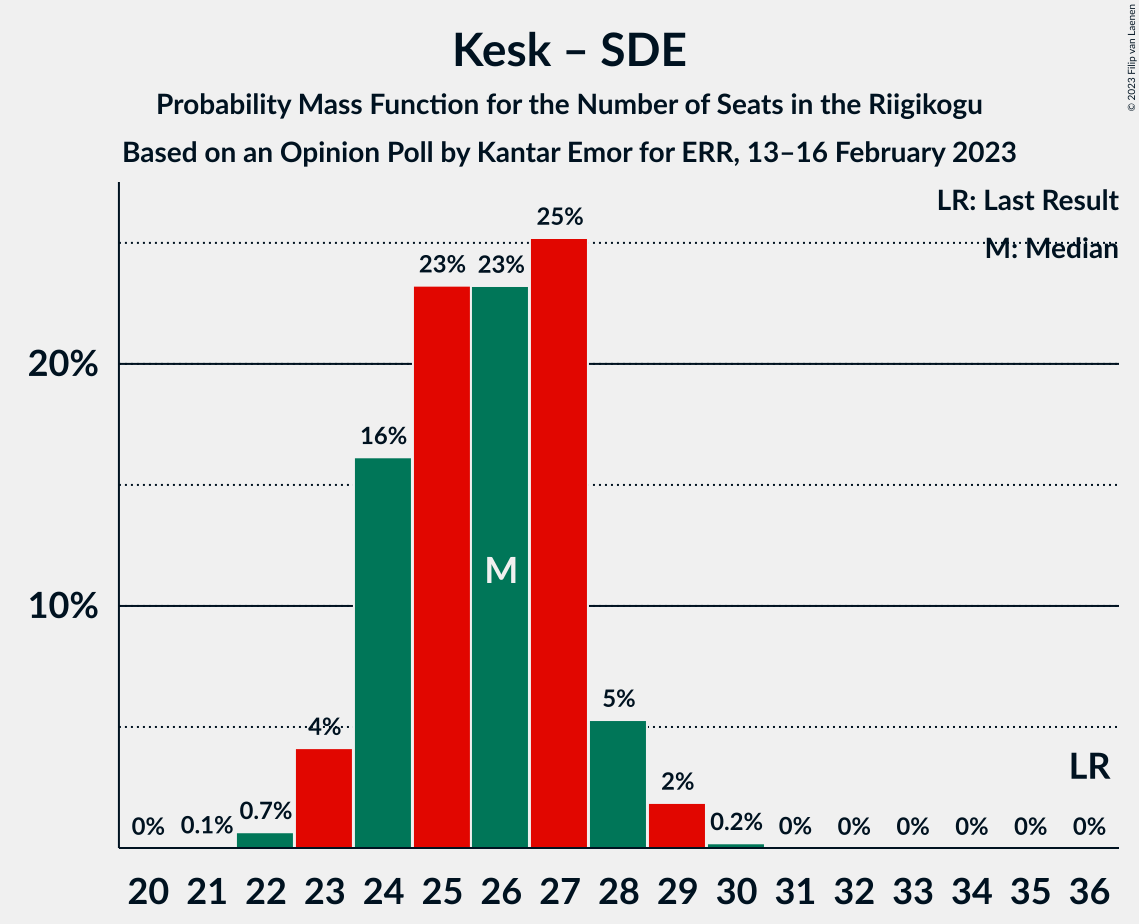 Kesk – SDE
Probability Mass Function for the Number of Seats in the Riigikogu
Based on an Opinion Poll by Kantar Emor for ERR, 13–16 February 2023
© 2023 Filip van Laenen
LR: Last Result
M: Median
25%
23% 23%
20%
16%
M
10%
5%
4%
LR
2%
0% 0.1% 0.7% 0.2% 0% 0% 0% 0% 0% 0%
20 21 22 23 24 25 26 27 28 29 30 31 32 33 34 35 36